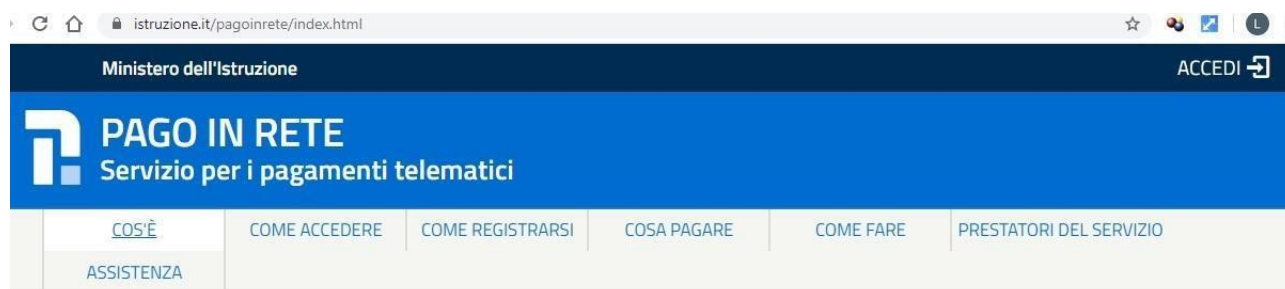 istruzione.it/pagoinrete/index.html
L
Ministero dell'Istruzione
ACCEDI
PAGO IN RETE
Servizio per i pagamenti telematici
COS'È COME ACCEDERE COME REGISTRARSI COSA PAGARE COME FARE PRESTATORI DEL SERVIZIO
ASSISTENZA